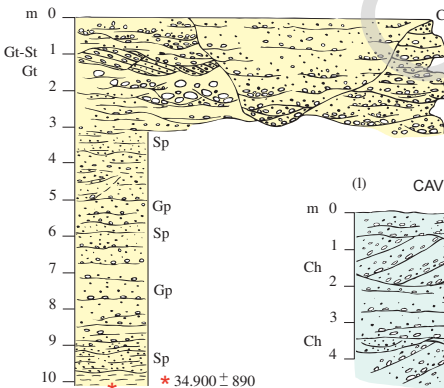 m 0
Gt-St 1
Gt
2
3
Sp
4
5 Gp
6 Sp
7
8 Gp
9
Sp
10 * 34.900 ± 890
(l) CAV
m 0
1
Ch
2
3
Ch
4